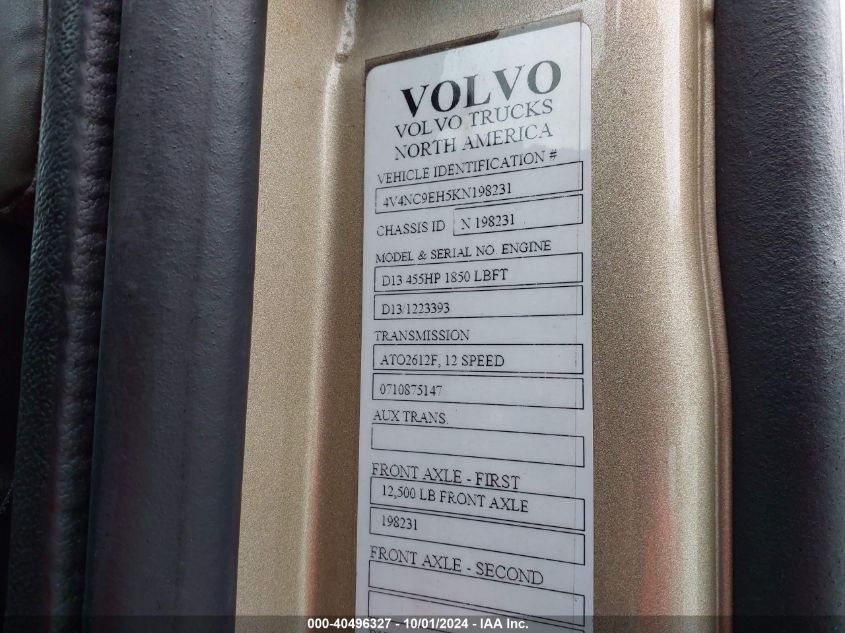 VOLVO
VOLVO TRUCKS
NORTH AMERICA
VEHICLE IDENTIFICATION #
4V4NC9EH5KN198231
CHASSIS ID N 198231
MODEL & SERIAL NO. ENGINE
D13 455HP 1850 LBFT
D13/1223393
TRANSMISSION
ATO2612F, 12 SPEED
0710875147
AUX TRANS.
FRONT AXLE - FIRST
12,500 LB FRONT AXLE
198231
FRONT AXLE - SECOND
000-40496327 - 10/01/2024 - IAA Inc.